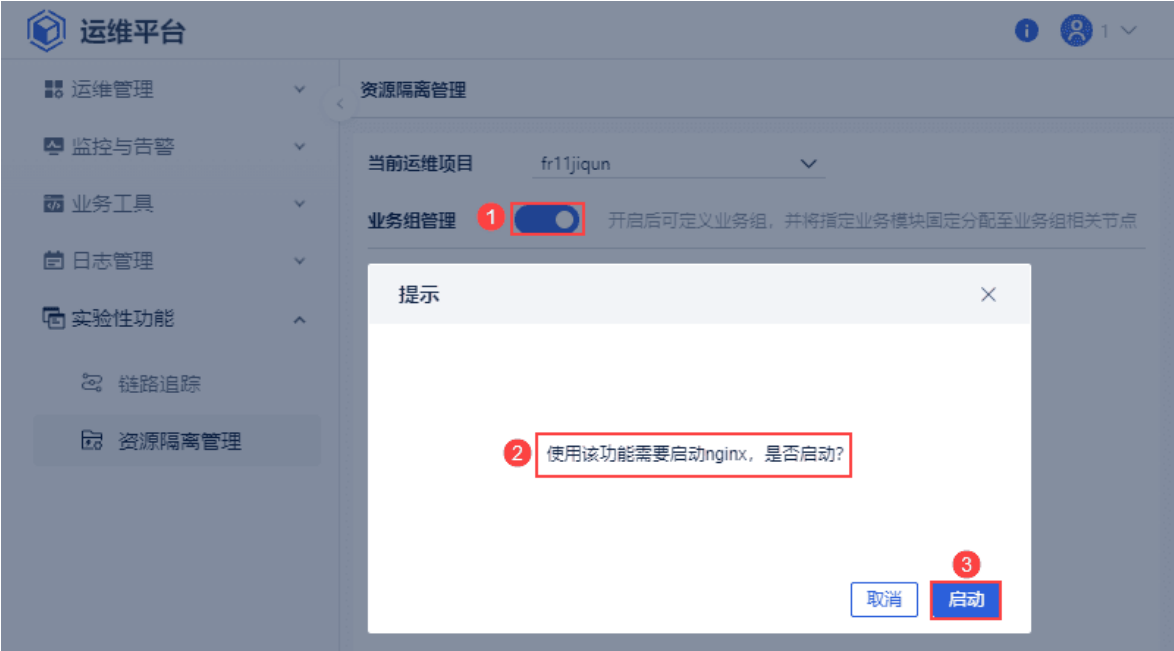 运维平台
1
运维管理
资源隔离管理
监控与告警
当前运维项目 fr11jiqun
业务工具
业务组管理 1 开启后可定义业务组，并将指定业务模块固定分配至业务组相关节点
日志管理
提示
实验性功能
链路追踪
资源隔离管理
2 使用该功能需要启动nginx，是否启动?
3
取消 启动